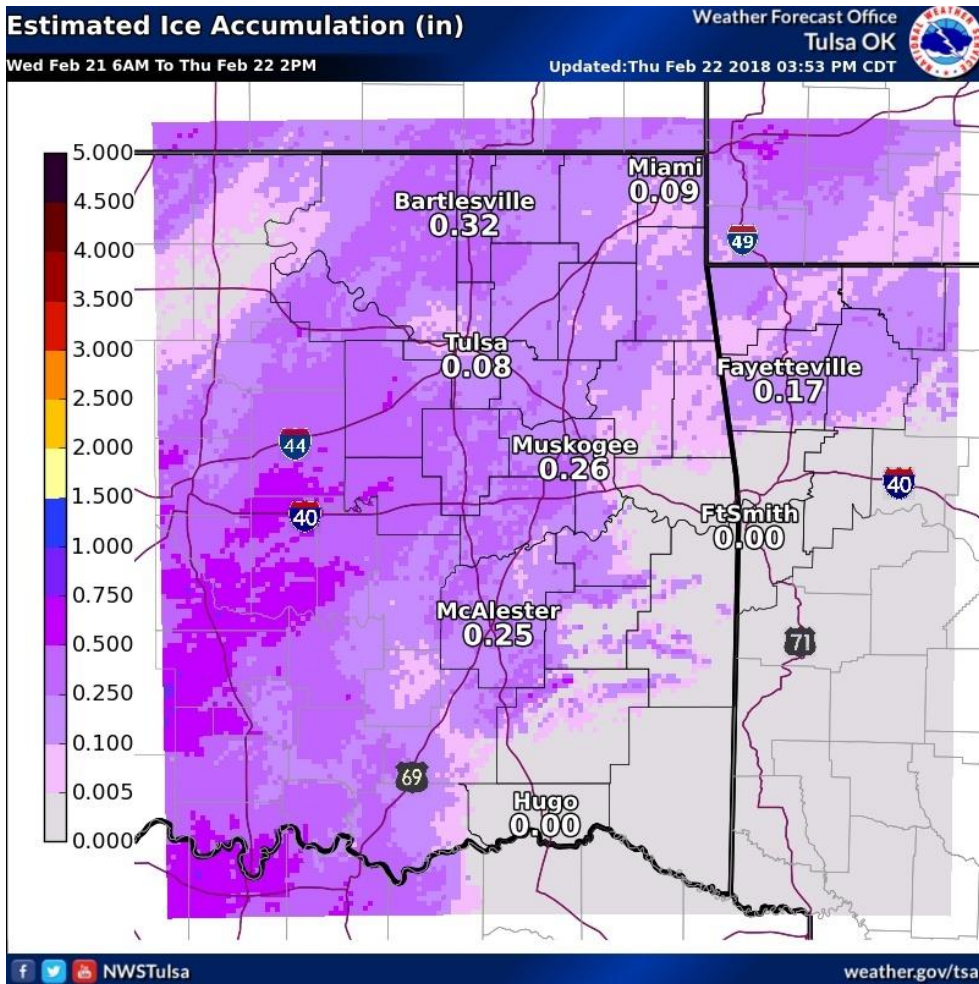 Estimated Ice Accumulation (in)
Wed Feb 21 6AM To Thu Feb 22 2PM
Weather Forecast Office
Tulsa OK
Updated:Thu Feb 22 2018 03:53 PM CDT
5.000
4.500
4.000
3.500
3.000
2.500
2.000
1.500
1.000
0.750
0.500
0.250
0.100
0.005
0.000
Miami
0.09
Bartlesville
0.32
49
Tulsa
0.08
Fayetteville
0.17
44
Muskogee
0.26
40
40
FtSmith
0.00
McAlester
0.25
71
69
Hugo
0.00
NWSTulsa
weather.gov/tsa